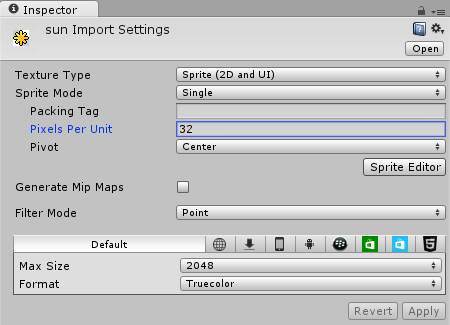 Inspector
sun Import Settings
Open
Texture Type Sprite (2D and UI)
Sprite Mode Single
Packing Tag
Pixels Per Unit 32
Pivot Center
Sprite Editor
Generate Mip Maps
Filter Mode Point
Default
Max Size 2048
Format Truecolor
Revert Apply